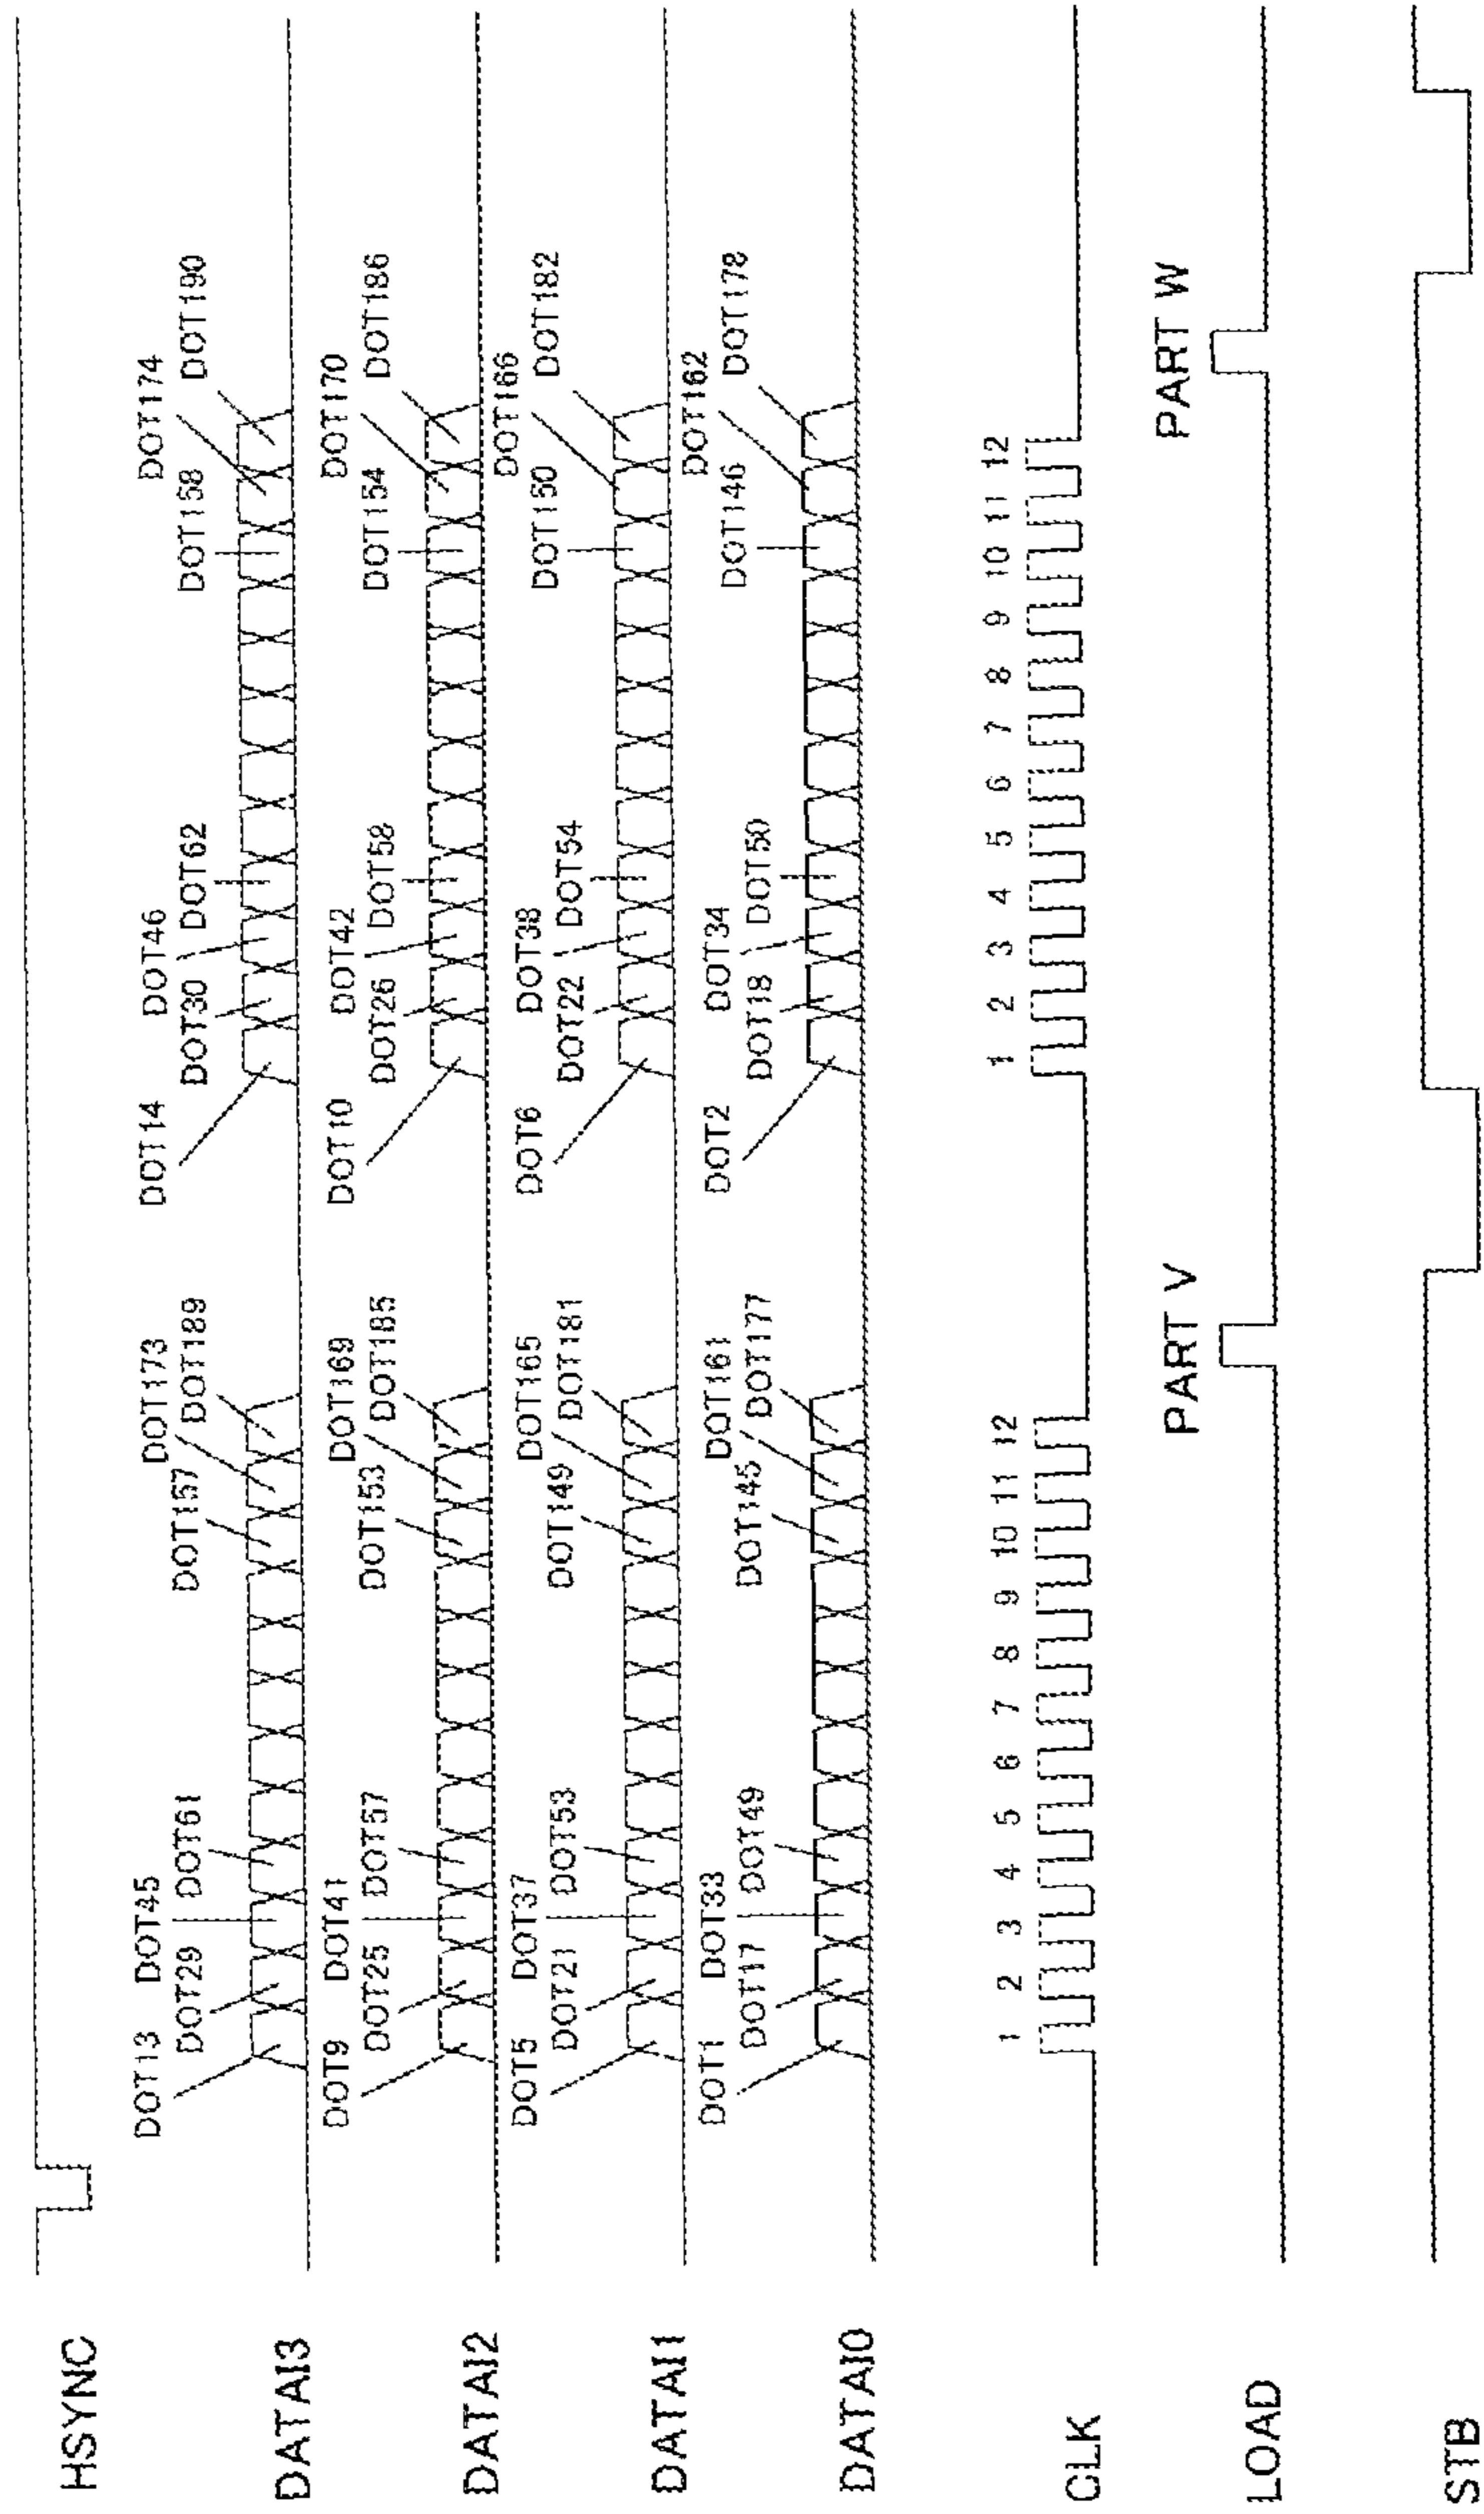 HSYNC
DATAI3
DOT13
DOT29
DOT45
DOT61
DOT157
DOT173
DOT189
DOT14
DOT30
DOT46
DOT62
DOT158
DOT174
DOT190
DATAI2
DOT9
DOT25
DOT41
DOT57
DOT153
DOT169
DOT185
DOT10
DOT26
DOT42
DOT58
DOT154
DOT170
DOT186
DATAI1
DOT5
DOT21
DOT37
DOT53
DOT149
DOT165
DOT181
DOT6
DOT22
DOT38
DOT54
DOT150
DOT166
DOT182
DATAI0
DOT1
DOT17
DOT33
DOT49
DOT145
DOT161
DOT177
DOT2
DOT18
DOT34
DOT50
DOT146
DOT162
DOT178
CLK
1 2 3 4 5 6 7 8 9 10 11 12
1 2 3 4 5 6 7 8 9 10 11 12
LOAD
PART V
PART W
STB